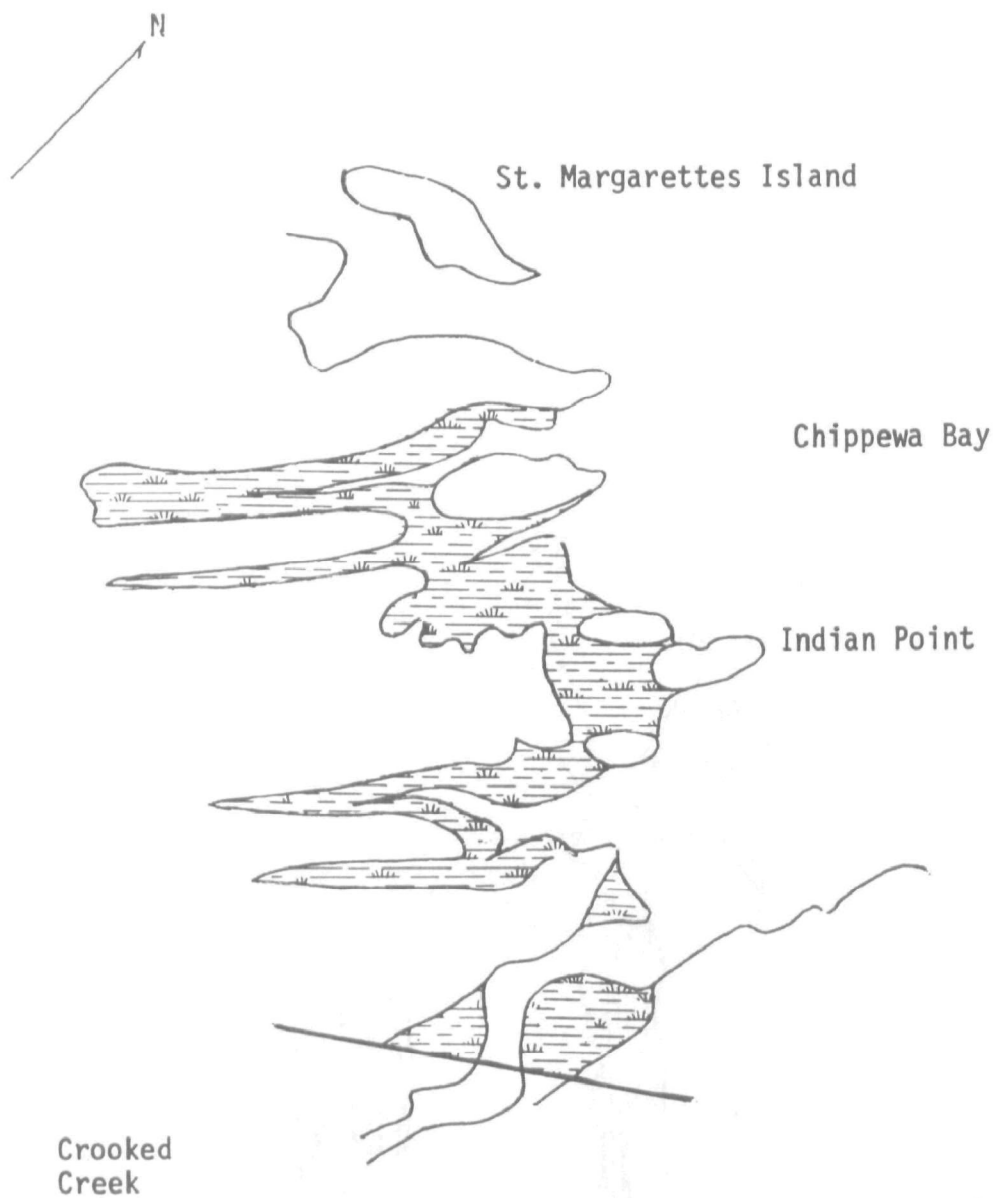 N
St. Margarettes Island
Chippewa Bay
Indian Point
Crooked
Creek